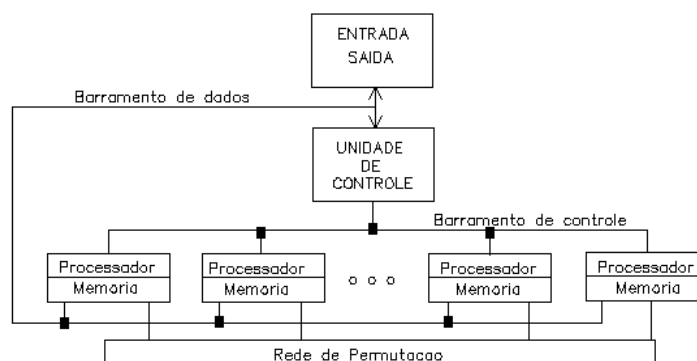 ENTRADA
SAIDA
Barramento de dados
UNIDADE
DE
CONTROLE
Barramento de controle
Processador
Memoria
Processador
Memoria
Processador
Memoria
Processador
Memoria
Rede de Permutacao